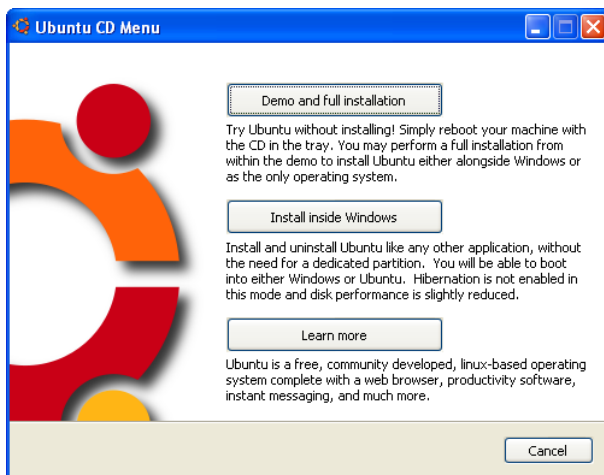 Ubuntu CD Menu
Demo and full installation
Try Ubuntu without installing! Simply reboot your machine with
the CD in the tray. You may perform a full installation from
within the demo to install Ubuntu either alongside Windows or
as the only operating system.
Install inside Windows
Install and uninstall Ubuntu like any other application, without
the need for a dedicated partition.  You will be able to boot
into either Windows or Ubuntu.  Hibernation is not enabled in
this mode and disk performance is slightly reduced.
Learn more
Ubuntu is a free, community developed, linux-based operating
system complete with a web browser, productivity software,
instant messaging, and much more.
Cancel